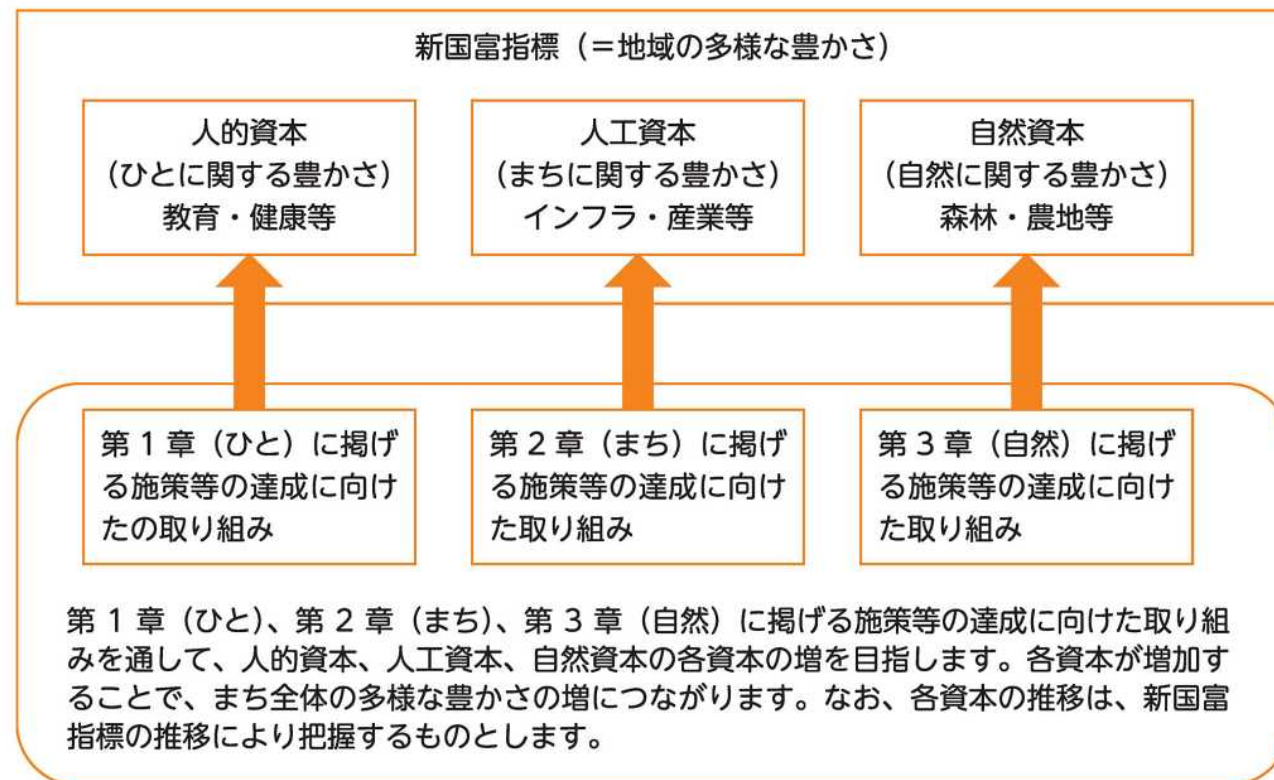 新国富指標（＝地域の多様な豊かさ）
人的資本
（ひとに関する豊かさ）
教育・健康等
人工資本
（まちに関する豊かさ）
インフラ・産業等
自然資本
（自然に関する豊かさ）
森林・農地等
第 1 章（ひと）に掲げ
る施策等の達成に向け
たの取り組み
第 2 章（まち）に掲げ
る施策等の達成に向け
た取り組み
第 3 章（自然）に掲げ
る施策等の達成に向け
た取り組み
第 1 章（ひと）、第 2 章（まち）、第 3 章（自然）に掲げる施策等の達成に向けた取り組
みを通して、人的資本、人工資本、自然資本の各資本の増を目指します。各資本が増加す
ることで、まち全体の多様な豊かさの増につながります。なお、各資本の推移は、新国富
指標の推移により把握するものとします。